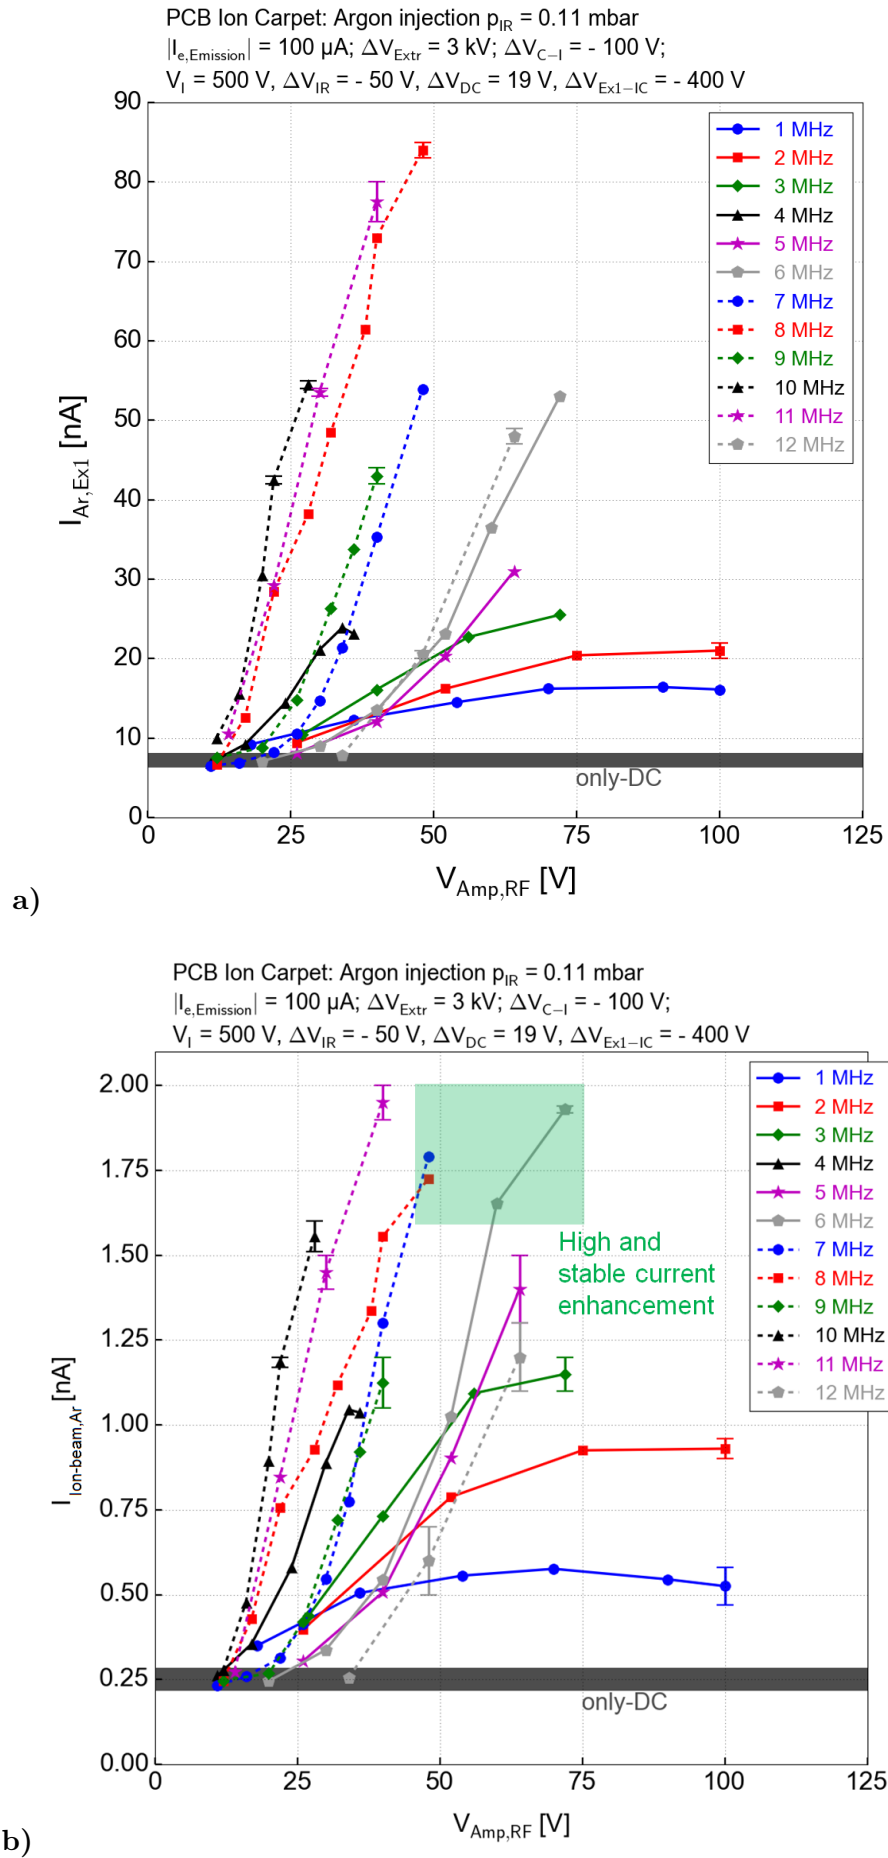 PCB Ion Carpet: Argon injection p_IR = 0.11 mbar
|I_e,Emission| = 100 µA; ΔV_Extr = 3 kV; ΔV_C−I = - 100 V;
V_I = 500 V, ΔV_IR = - 50 V, ΔV_DC = 19 V, ΔV_Ex1−IC = - 400 V
90
80
70
60
50
40
30
20
10
0
I_Ar,Ex1 [nA]
1 MHz
2 MHz
3 MHz
4 MHz
5 MHz
6 MHz
7 MHz
8 MHz
9 MHz
10 MHz
11 MHz
12 MHz
only-DC
0 25 50 75 100 125
V_Amp,RF [V]
a)
PCB Ion Carpet: Argon injection p_IR = 0.11 mbar
|I_e,Emission| = 100 µA; ΔV_Extr = 3 kV; ΔV_C−I = - 100 V;
V_I = 500 V, ΔV_IR = - 50 V, ΔV_DC = 19 V, ΔV_Ex1−IC = - 400 V
2.00
1.75
1.50
1.25
1.00
0.75
0.50
0.25
0.00
I_Ion-beam,Ar [nA]
1 MHz
2 MHz
3 MHz
4 MHz
5 MHz
6 MHz
7 MHz
8 MHz
9 MHz
10 MHz
11 MHz
12 MHz
High and
stable current
enhancement
only-DC
0 25 50 75 100 125
V_Amp,RF [V]
b)